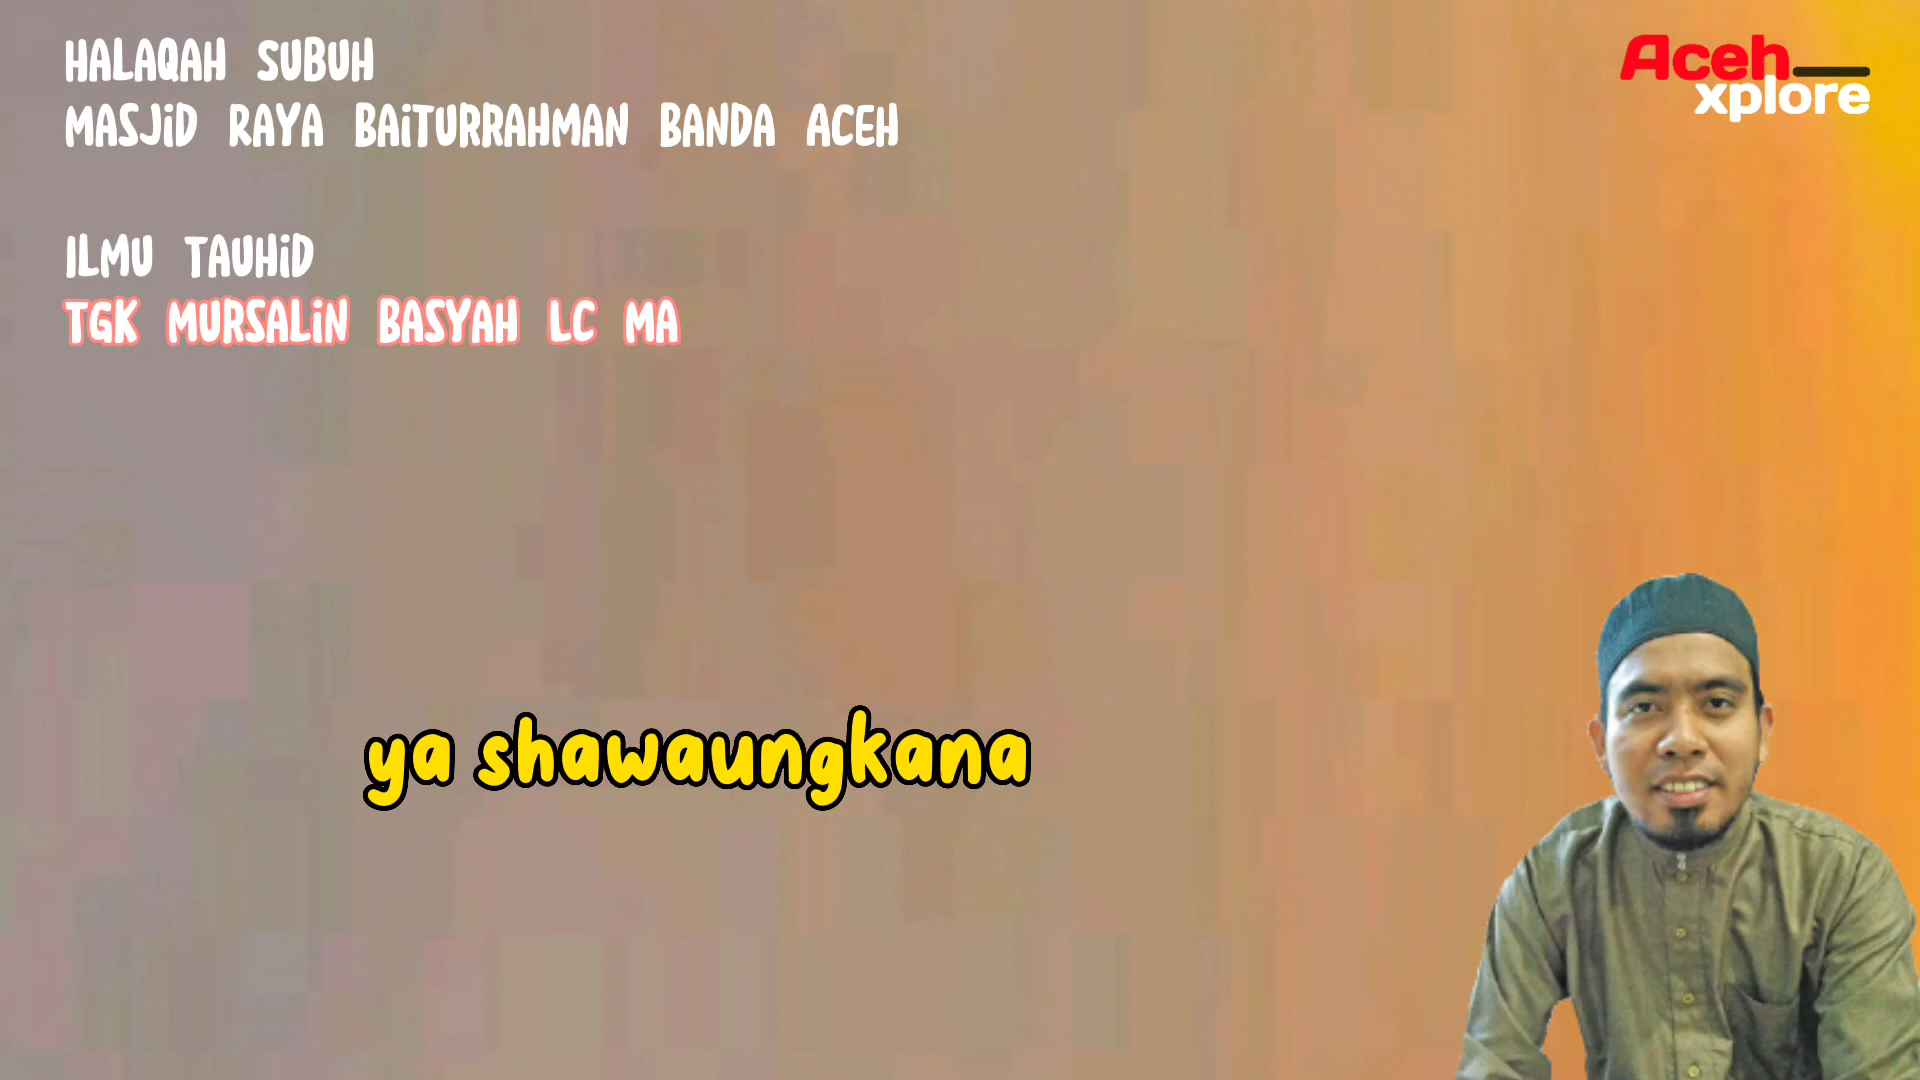 HALAQAH SUBUH
MASJiD RAYA BAiTURRAHMAN BANDA ACEH
ILMU TAUHiD
TGK MURSALiN BASYAH LC MA
Aceh
xplore
ya shawaungkana